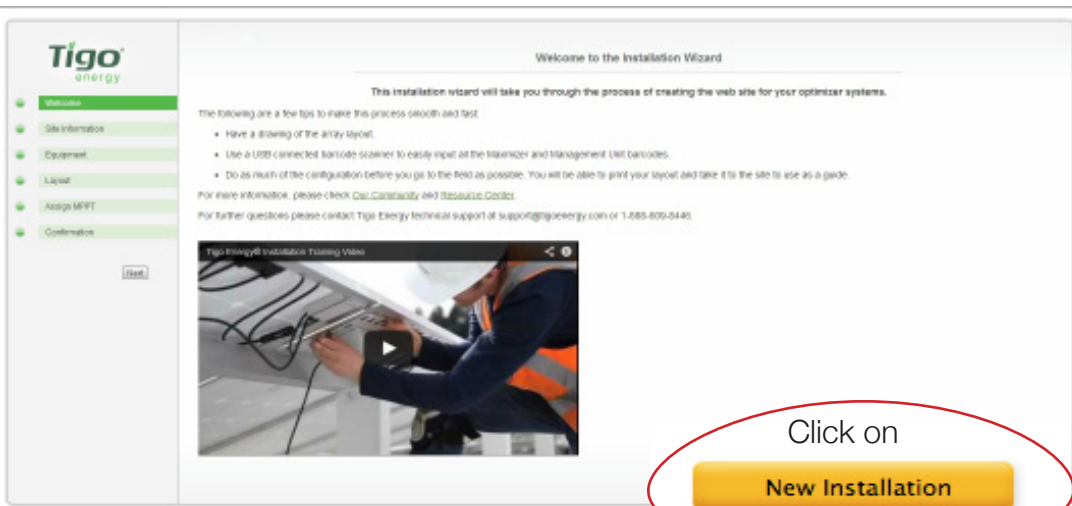 Tigo
energy
Welcome
Site Information
Equipment
Layout
Assign MPPT
Confirmation
Next
Welcome to the Installation Wizard
This installation wizard will take you through the process of creating the web site for your optimizer systems.
The following are a few tips to make this process smooth and fast
Have a drawing of the array layout.
Use a USB connected barcode scanner to easily input all the Maximizer and Management Unit barcodes.
Do as much of the configuration before you go to the field as possible. You will be able to print your layout and take it to the site to use as a guide.
For more information, please check Our Community and Resource Center.
For further questions please contact Tigo Energy technical support at support@tigoenergy.com or 1-888-609-8446.
Tigo Energy® Installation Training Video
Click on
New Installation